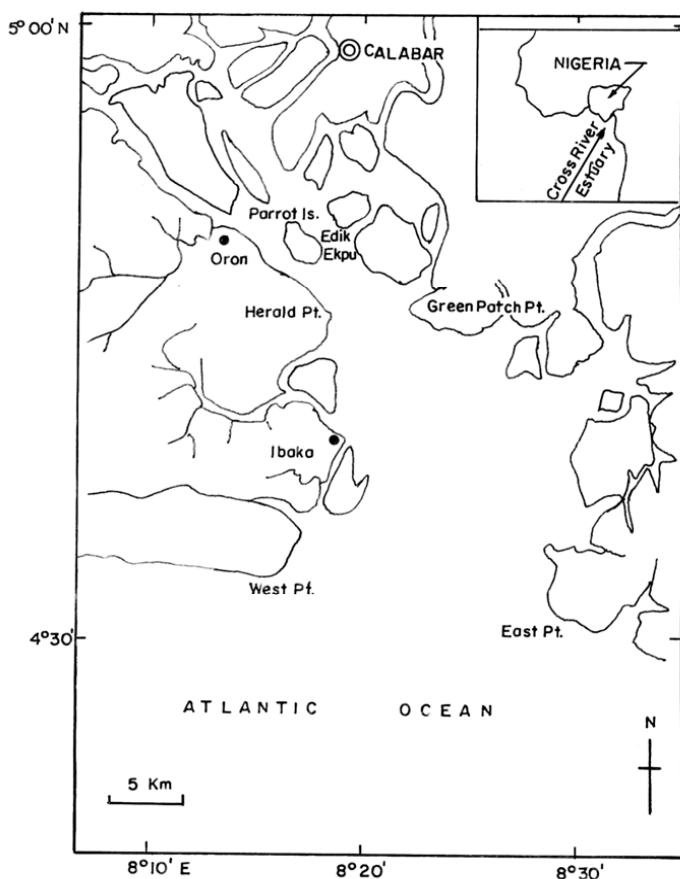 5°00'N
CALABAR
NIGERIA
Cross River
Estuary
Parrot Is.
Edik
Ekpu
Oron
Herald Pt.
Green Patch Pt.
Ibaka
West Pt.
East Pt.
4°30'
ATLANTIC OCEAN
N
5 Km
8°10' E
8°20'
8°30'